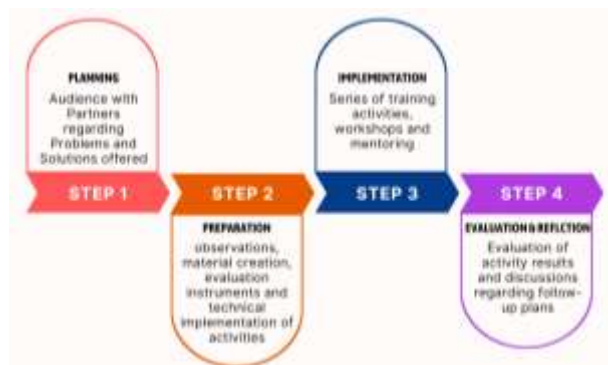 PLANNING
Audience with
Partners
regarding
Problems and
Solutions offered
STEP 1
STEP 2
PREPARATION
observations,
material creation,
evaluation
instruments and
technical
implementation of
activities
IMPLEMENTATION
Series of training
activities,
workshops and
mentoring
STEP 3
STEP 4
EVALUATION & REFLCTION
Evaluation of
activity results
and discussions
regarding follow-
up plans